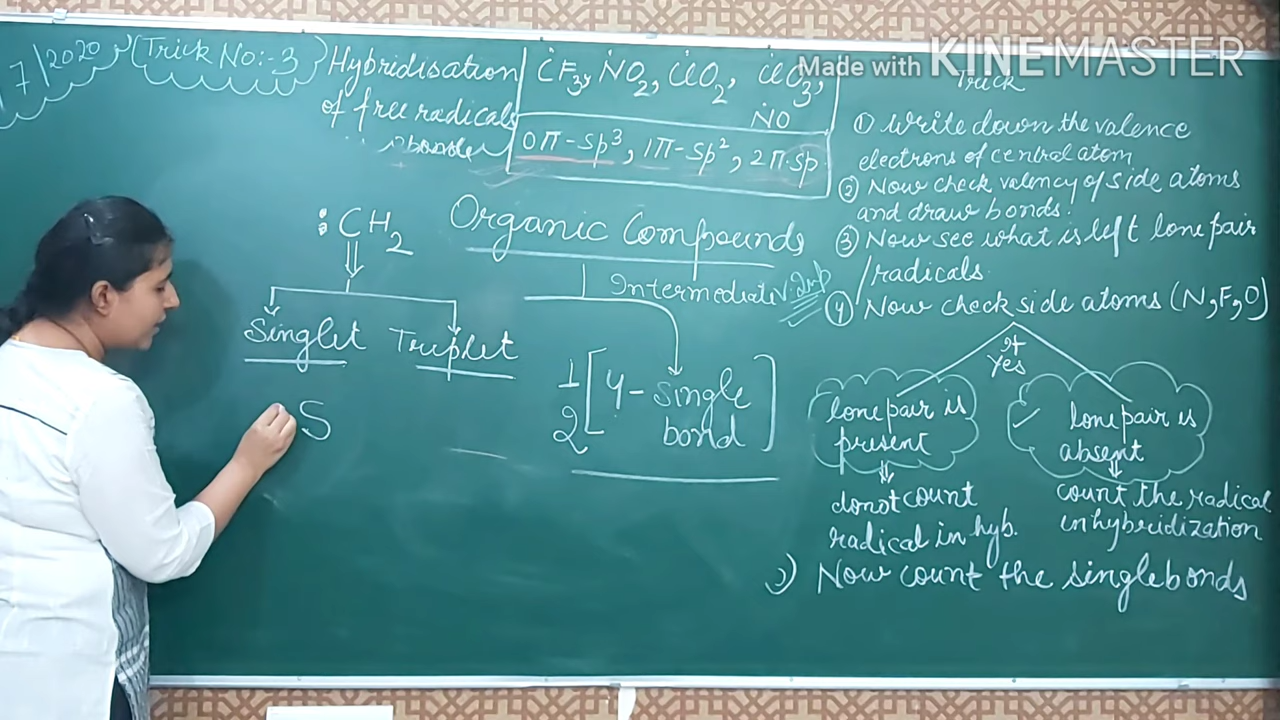 7/2020
(Trick No:-3)
Hybridisation
of free radicals
ĊF3, ṄO2, ĊlO2, ĊlO3,
ṄO
0π-sp³, 1π-sp², 2π.sp
Made with KINEMASTER
Trick
① Write down the valence
electrons of central atom
② Now check valency of side atoms
and draw bonds.
③ Now see what is left lone pair
/radicals
④ Now check side atoms (N,F,O)
If
Yes
lone pair is
present
do not count
radical in hyb.
lone pair is
absent
count the radical
in hybridization
Now count the single bonds
:CH2
Singlet
Triplet
S
Organic Compounds
Intermediate V.Imp
1/2 [4 - Single
bond]